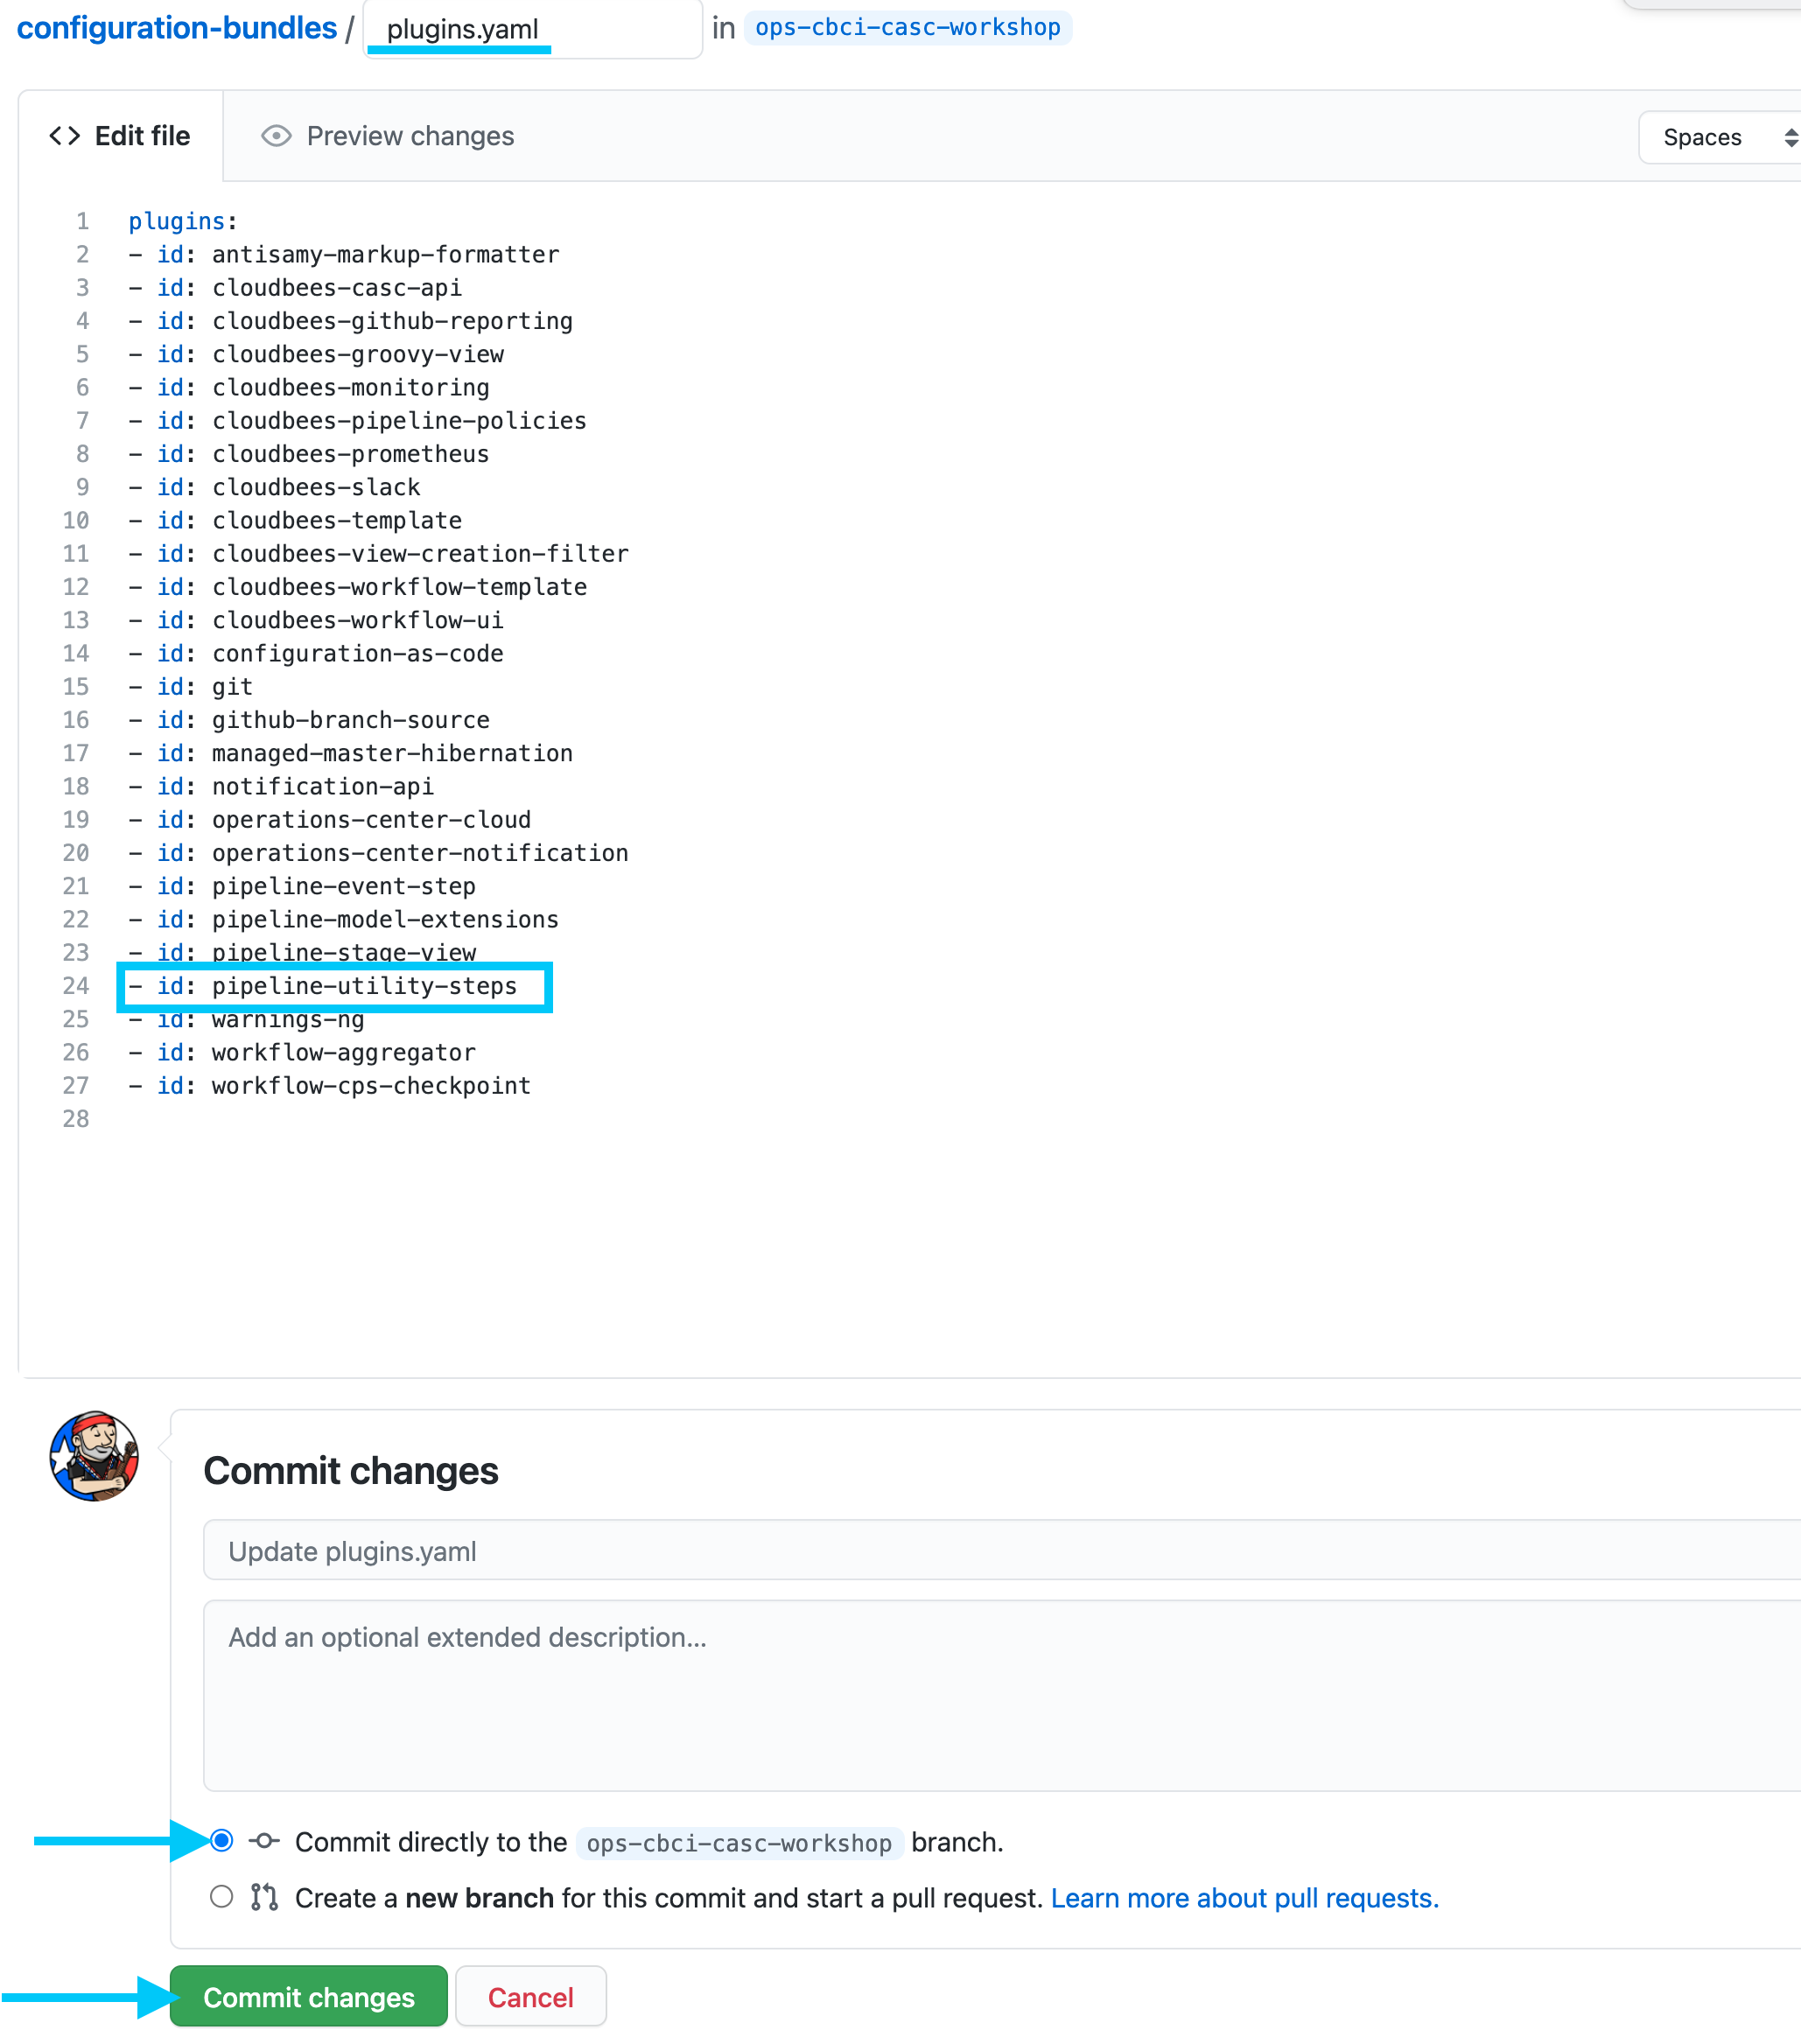 configuration-bundles / plugins.yaml in ops-cbci-casc-workshop
Edit file Preview changes Spaces
1 plugins:
2 - id: antisamy-markup-formatter
3 - id: cloudbees-casc-api
4 - id: cloudbees-github-reporting
5 - id: cloudbees-groovy-view
6 - id: cloudbees-monitoring
7 - id: cloudbees-pipeline-policies
8 - id: cloudbees-prometheus
9 - id: cloudbees-slack
10 - id: cloudbees-template
11 - id: cloudbees-view-creation-filter
12 - id: cloudbees-workflow-template
13 - id: cloudbees-workflow-ui
14 - id: configuration-as-code
15 - id: git
16 - id: github-branch-source
17 - id: managed-master-hibernation
18 - id: notification-api
19 - id: operations-center-cloud
20 - id: operations-center-notification
21 - id: pipeline-event-step
22 - id: pipeline-model-extensions
23 - id: pipeline-stage-view
24 - id: pipeline-utility-steps
25 - id: warnings-ng
26 - id: workflow-aggregator
27 - id: workflow-cps-checkpoint
28
Commit changes
Update plugins.yaml
Add an optional extended description...
Commit directly to the ops-cbci-casc-workshop branch.
Create a new branch for this commit and start a pull request. Learn more about pull requests.
Commit changes Cancel